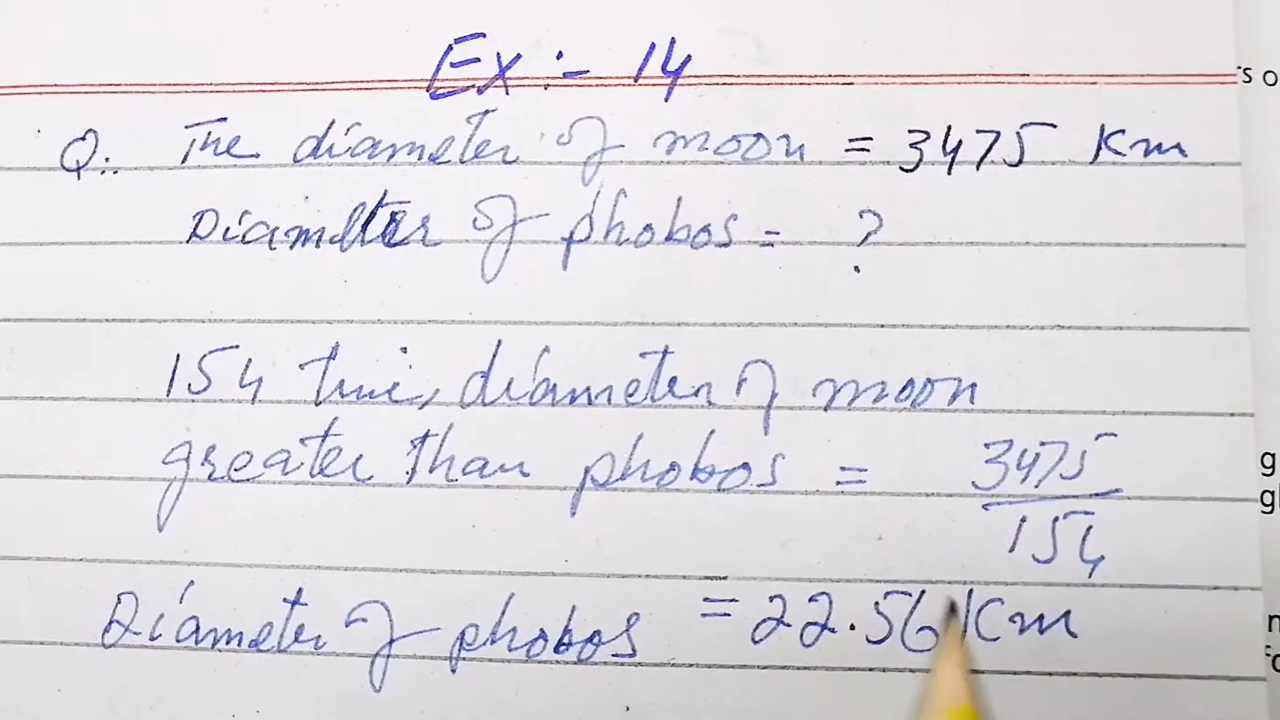 Ex:- 14
Q.. The diameter of moon = 3475 Km
Diameter of phobos = ?
154 time, diameter of moon
greater than phobos = 3475
154
Diameter of phobos = 22.56 Km
's o
g